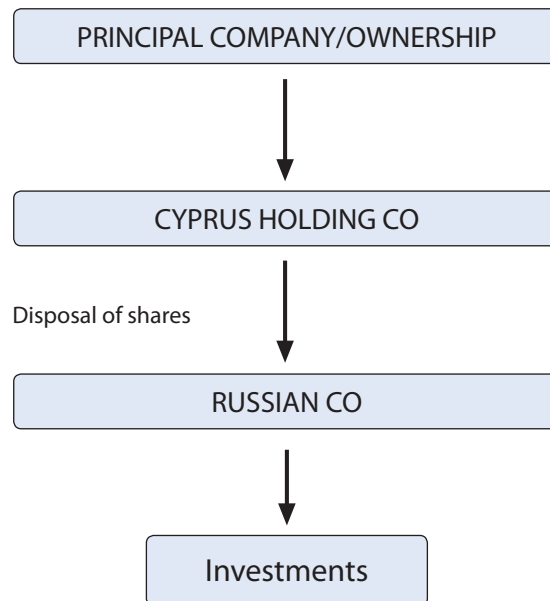 PRINCIPAL COMPANY/OWNERSHIP
CYPRUS HOLDING CO
Disposal of shares
RUSSIAN CO
Investments